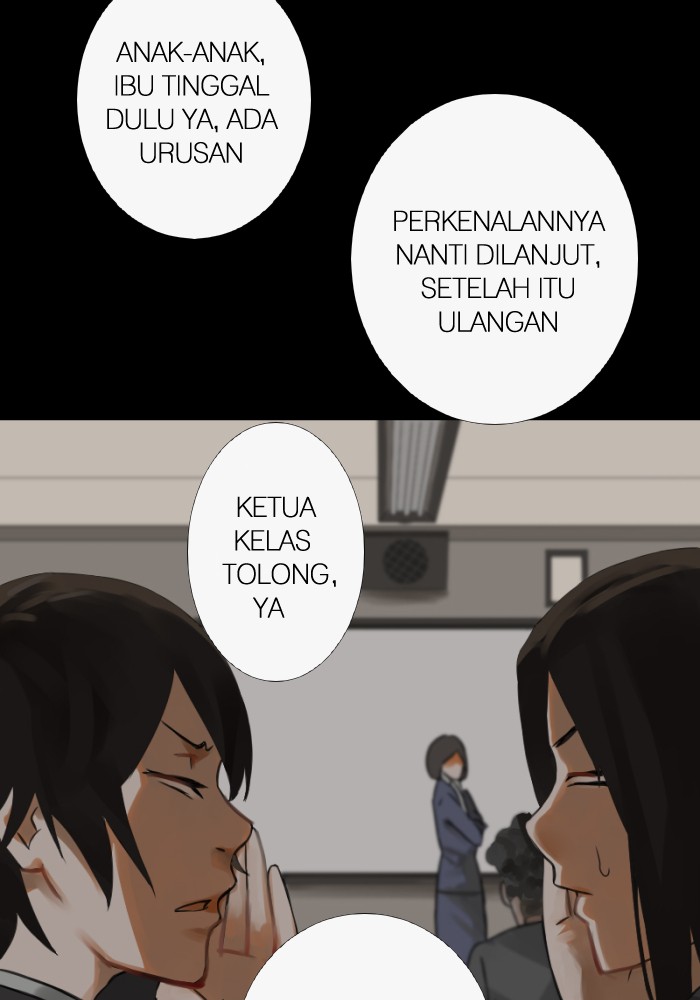 ANAK-ANAK,
IBU TINGGAL
DULU YA, ADA
URUSAN
PERKENALANNYA
NANTI DILANJUT,
SETELAH ITU
ULANGAN
KETUA
KELAS
TOLONG,
YA